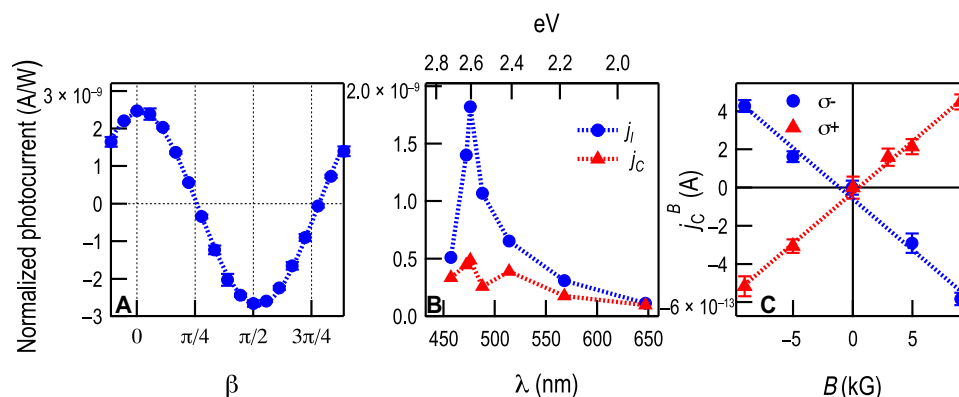 eV
2.8 2.6 2.4 2.2 2.0
Normalized photocurrent (A/W)
3 × 10⁻⁹
2
1
0
-1
-2
−3
A
0 π/4 π/2 3π/4
β
2.0 × 10⁻⁹
1.5
1.0
0.5
0.0
j_l
j_C
B
450 500 550 600 650
λ (nm)
4
2
0
-2
-4
−6 × 10⁻¹³
j_C^B (A)
σ-
σ+
C
−5 0 5
B (kG)